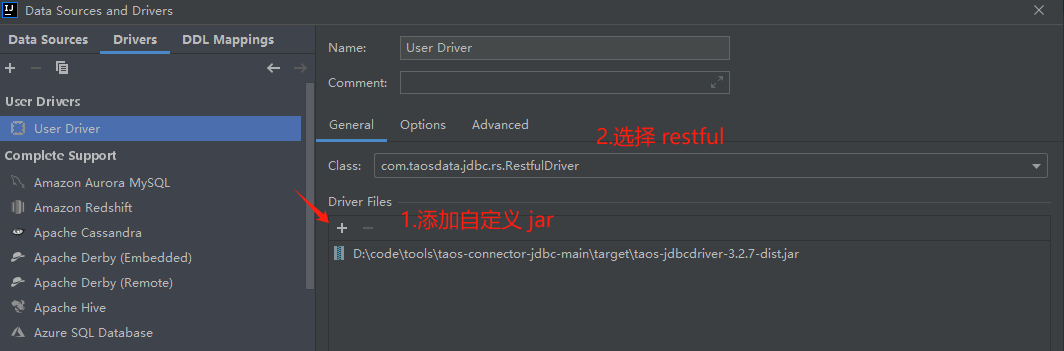 Data Sources and Drivers
Data Sources Drivers DDL Mappings
User Drivers
User Driver
Complete Support
Amazon Aurora MySQL
Amazon Redshift
Apache Cassandra
Apache Derby (Embedded)
Apache Derby (Remote)
Apache Hive
Azure SQL Database
Name: User Driver
Comment:
General Options Advanced
2.选择 restful
Class: com.taosdata.jdbc.rs.RestfulDriver
Driver Files
1.添加自定义 jar
D:\code\tools\taos-connector-jdbc-main\target\taos-jdbcdriver-3.2.7-dist.jar